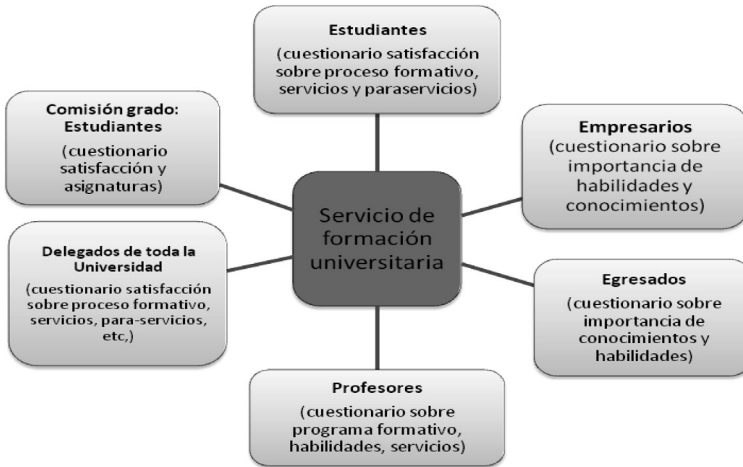 Estudiantes
(cuestionario satisfacción
sobre proceso formativo,
servicios y paraservicios)
Comisión grado:
Estudiantes
(cuestionario
satisfacción y
asignaturas)
Empresarios
(cuestionario sobre
importancia de
habilidades y
conocimientos)
Servicio de
formación
universitaria
Delegados de toda la
Universidad
(cuestionario satisfacción
sobre proceso formativo,
servicios, para-servicios,
etc,)
Egresados
(cuestionario sobre
importancia de
conocimientos y
habilidades)
Profesores
(cuestionario sobre
programa formativo,
habilidades, servicios)